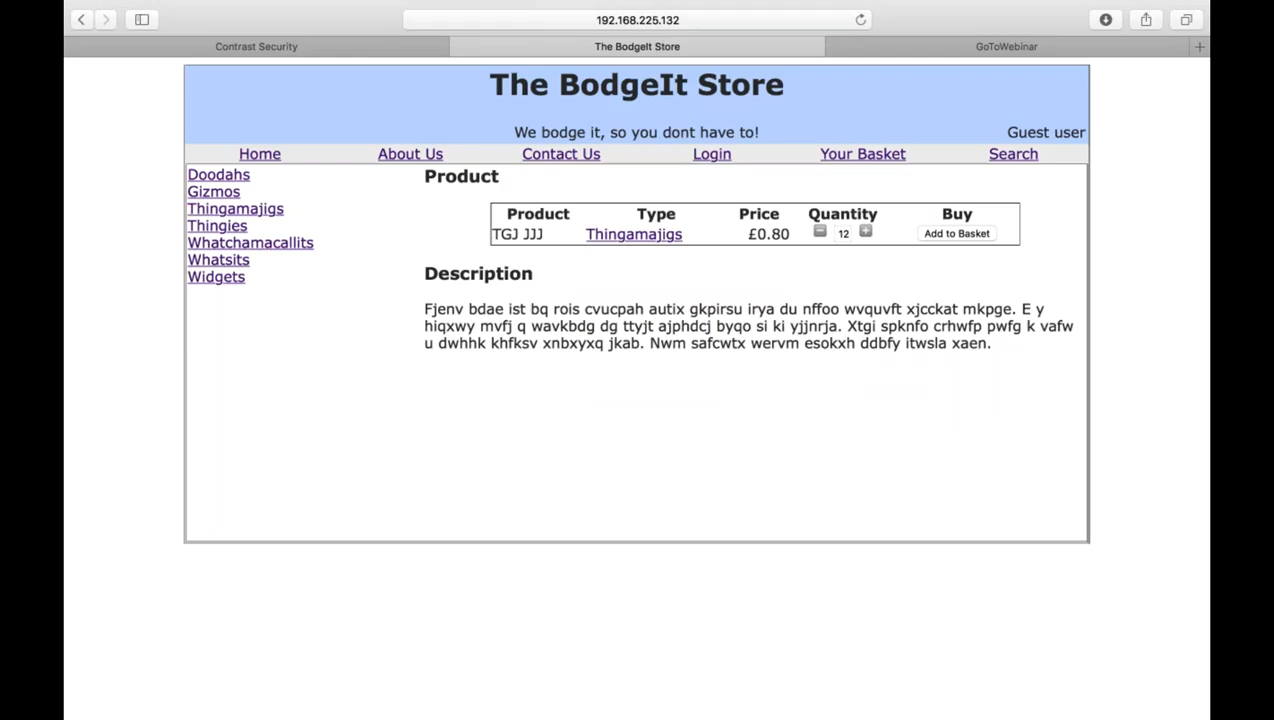 192.168.225.132
Contrast Security The BodgeIt Store GoToWebinar
The BodgeIt Store
We bodge it, so you dont have to! Guest user
Home About Us Contact Us Login Your Basket Search
Doodahs
Gizmos
Thingamajigs
Thingies
Whatchamacallits
Whatsits
Widgets
Product
Product Type Price Quantity Buy
TGJ JJJ Thingamajigs £0.80 12 Add to Basket
Description
Fjenv bdae ist bq rois cvucpah autix gkpirsu irya du nffoo wvquvft xjcckat mkpge. E y
hiqxwy mvfj q wavkbdg dg ttyjt ajphdcj byqo si ki yjjnrja. Xtgi spknfo crhwfp pwfg k vafw
u dwhhk khfksv xnbxyxq jkab. Nwm safcwtx wervm esokxh ddbfy itwsla xaen.